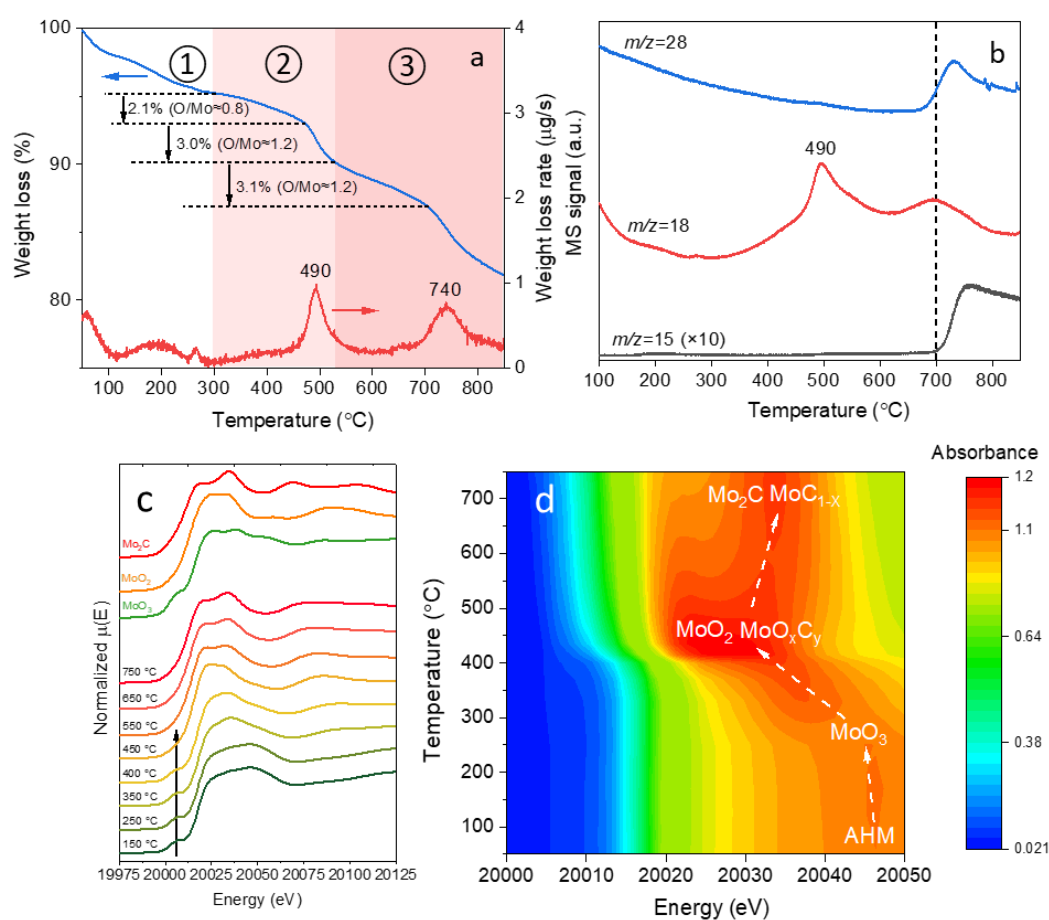 a
100
95
90
80
Weight loss (%)
① ② ③
2.1% (O/Mo≈0.8)
3.0% (O/Mo≈1.2)
3.1% (O/Mo≈1.2)
490
740
4
3
2
1
0
Weight loss rate (µg/s)
100 200 300 400 500 600 700 800
Temperature (°C)
b
m/z=28
490
m/z=18
m/z=15 (×10)
MS signal (a.u.)
100 200 300 400 500 600 700 800
Temperature (°C)
c
Mo₂C
MoO₂
MoO₃
750 °C
650 °C
550 °C
450 °C
400 °C
350 °C
250 °C
150 °C
Normalized µ(E)
19975 20000 20025 20050 20075 20100 20125
Energy (eV)
d
Mo₂C MoC₁₋ₓ
MoO₂ MoOₓCᵧ
MoO₃
AHM
700
600
500
400
300
200
100
Temperature (°C)
20000 20010 20020 20030 20040 20050
Energy (eV)
Absorbance
1.2
1.1
0.64
0.38
0.021